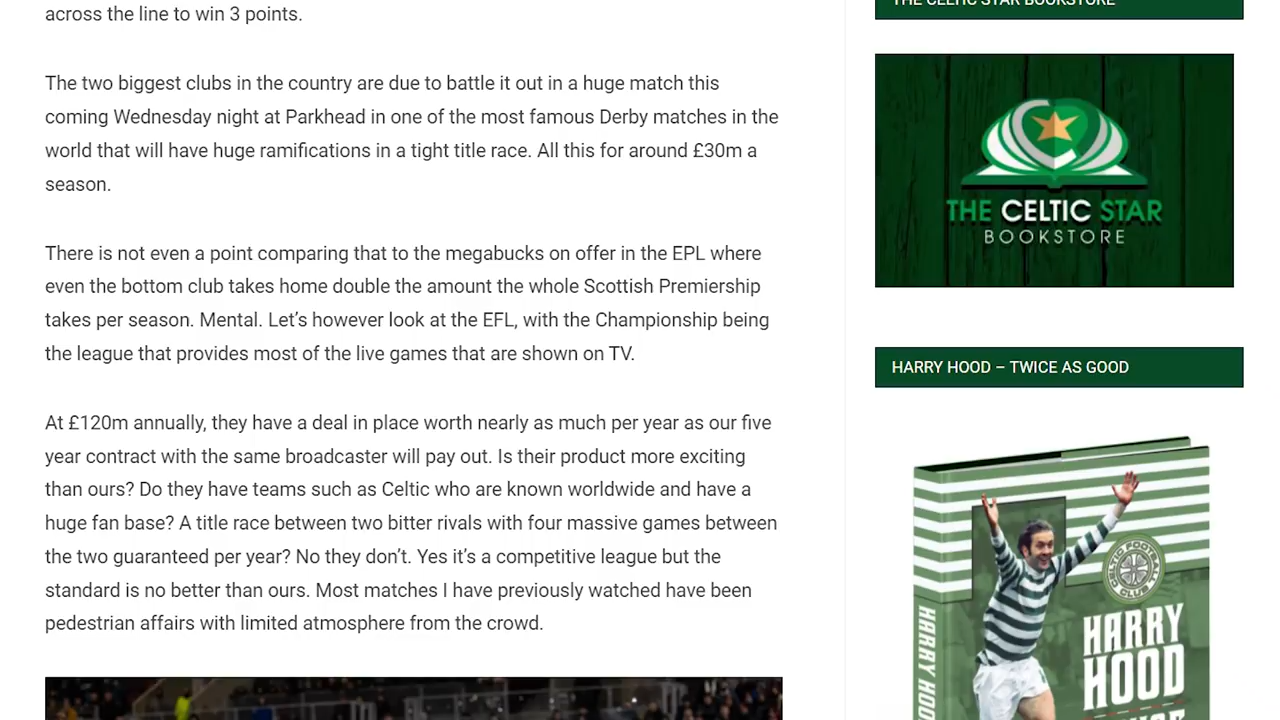 across the line to win 3 points.
The two biggest clubs in the country are due to battle it out in a huge match this
coming Wednesday night at Parkhead in one of the most famous Derby matches in the
world that will have huge ramifications in a tight title race. All this for around £30m a
season.
There is not even a point comparing that to the megabucks on offer in the EPL where
even the bottom club takes home double the amount the whole Scottish Premiership
takes per season. Mental. Let’s however look at the EFL, with the Championship being
the league that provides most of the live games that are shown on TV.
At £120m annually, they have a deal in place worth nearly as much per year as our five
year contract with the same broadcaster will pay out. Is their product more exciting
than ours? Do they have teams such as Celtic who are known worldwide and have a
huge fan base? A title race between two bitter rivals with four massive games between
the two guaranteed per year? No they don’t. Yes it’s a competitive league but the
standard is no better than ours. Most matches I have previously watched have been
pedestrian affairs with limited atmosphere from the crowd.
THE CELTIC STAR BOOKSTORE
THE CELTIC STAR
BOOKSTORE
HARRY HOOD – TWICE AS GOOD
THE CELTIC FOOTBALL CLUB
HARRY
HOOD
HARRY HOO